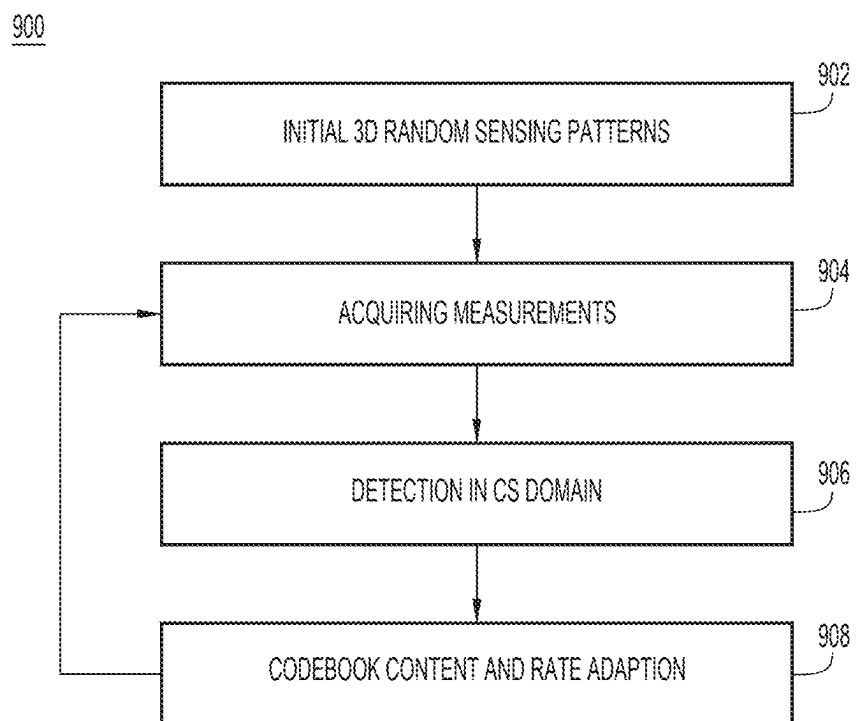 900
902
INITIAL 3D RANDOM SENSING PATTERNS
904
ACQUIRING MEASUREMENTS
906
DETECTION IN CS DOMAIN
908
CODEBOOK CONTENT AND RATE ADAPTION